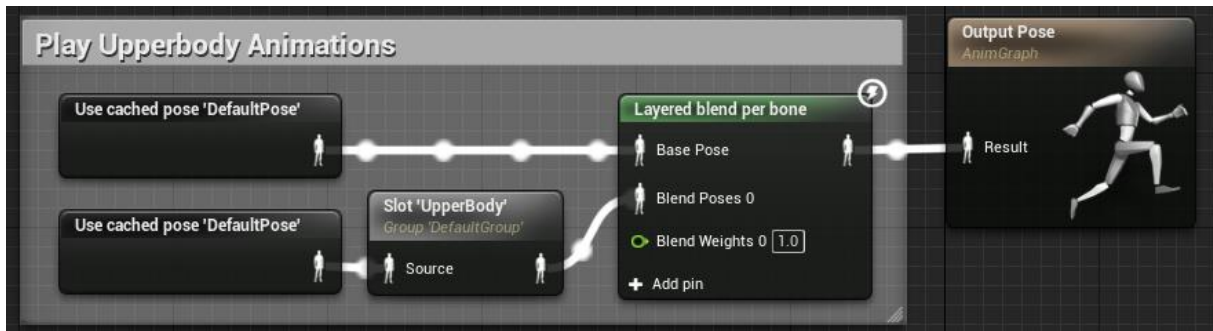 Play Upperbody Animations
Use cached pose 'DefaultPose'
Use cached pose 'DefaultPose'
Slot 'UpperBody'
Group 'DefaultGroup'
Source
Layered blend per bone
Base Pose
Blend Poses 0
Blend Weights 0 1.0
Add pin
Output Pose
AnimGraph
Result